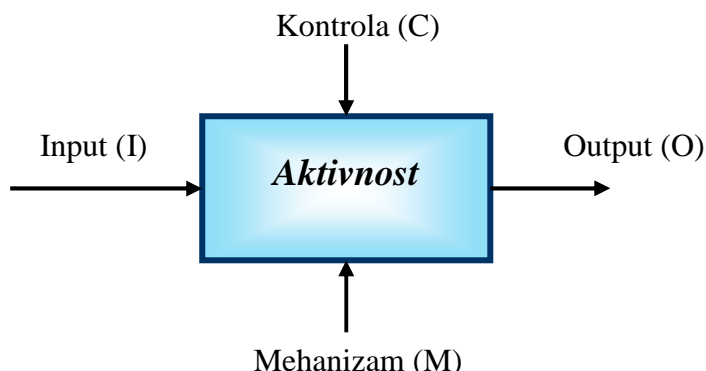 Kontrola (C)
Input (I)
Aktivnost
Output (O)
Mehanizam (M)